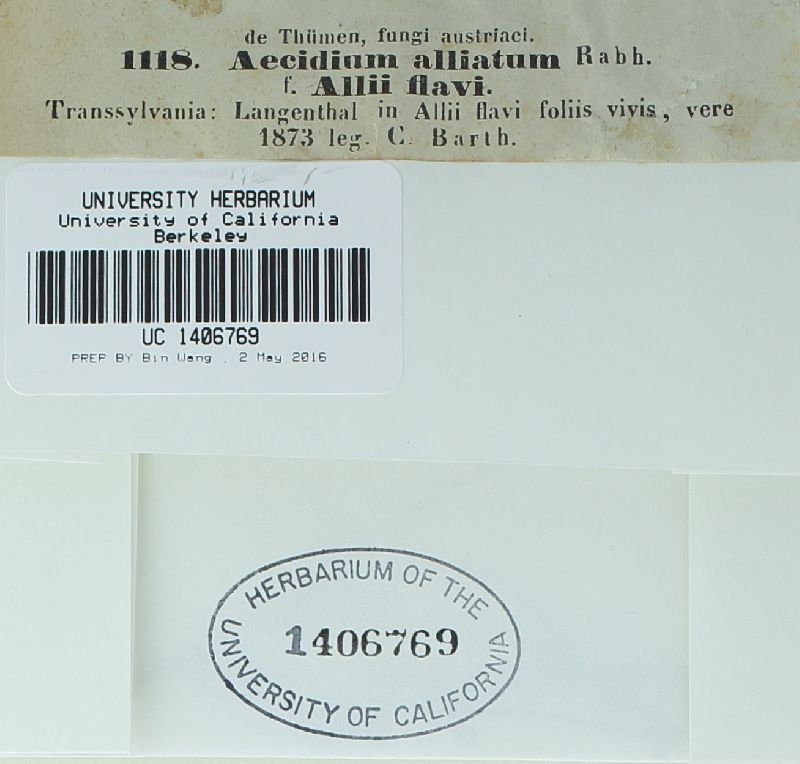 de Thümen, fungi austriaci.
1118. Aecidium alliatum Rabh.
f. Allii flavi.
Transsylvania: Langenthal in Allii flavi foliis vivis, vere
1873 leg. C. Barth.
UNIVERSITY HERBARIUM
University of California
Berkeley
UC 1406769
PREP BY Bin Wang , 2 May 2016
HERBARIUM OF THE
1406769
UNIVERSITY OF CALIFORNIA